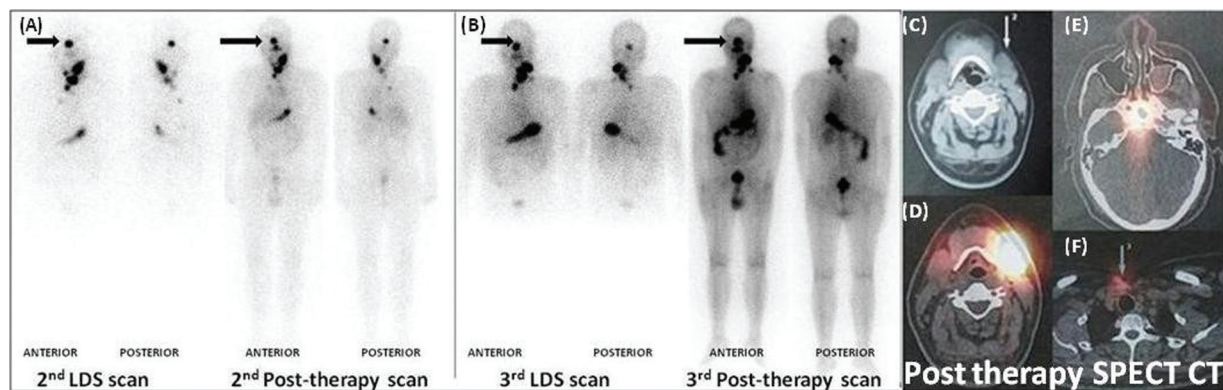 (A)
(B)
(C)
(E)
(D)
(F)
ANTERIOR POSTERIOR ANTERIOR POSTERIOR ANTERIOR POSTERIOR ANTERIOR POSTERIOR
2nd LDS scan 2nd Post-therapy scan 3rd LDS scan 3rd Post-therapy scan Post therapy SPECT CT